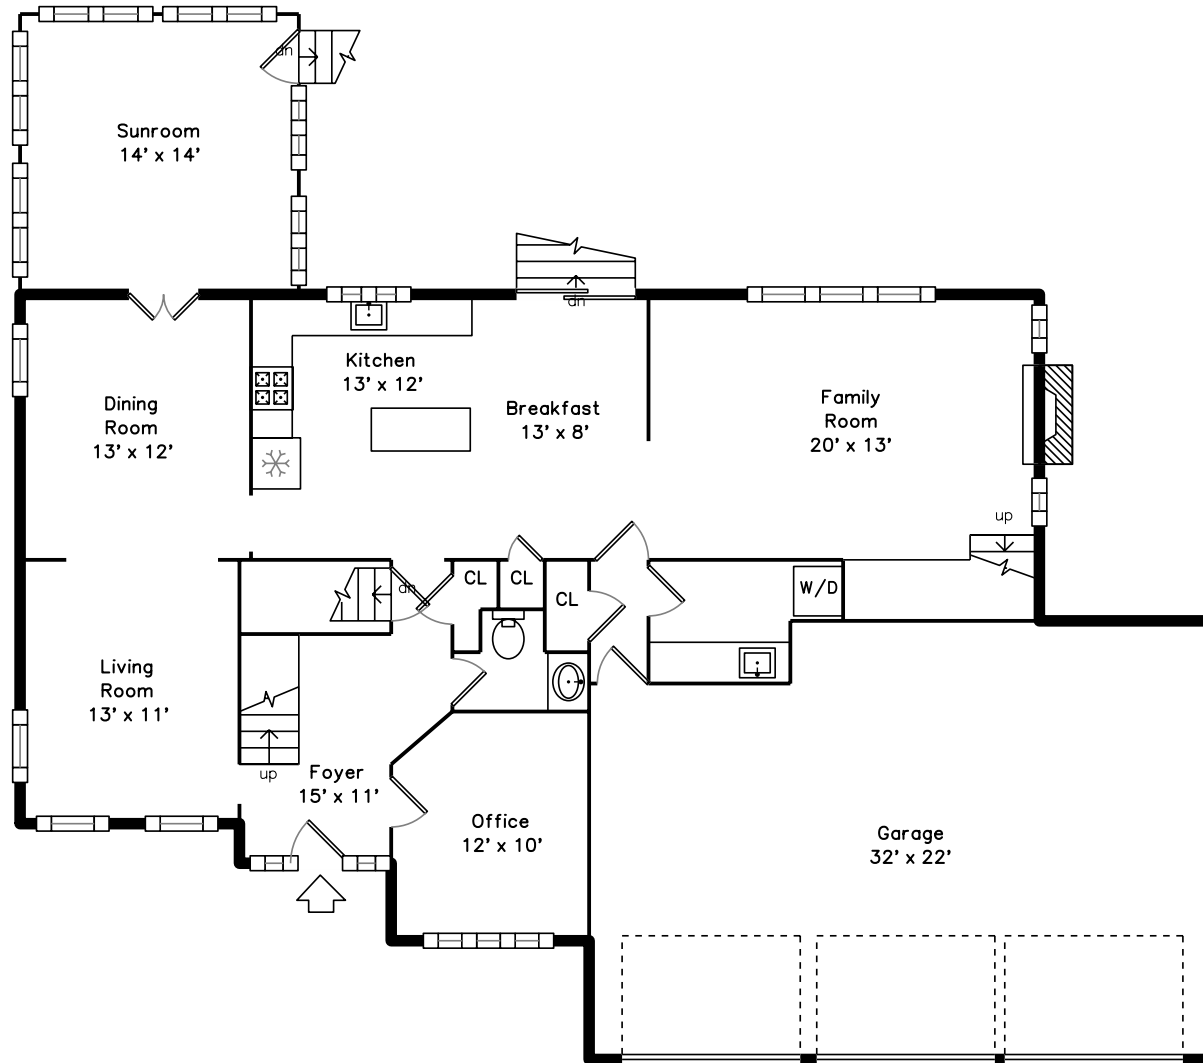 dn
Sunroom
14' x 14'
dn
Kitchen
13' x 12'
Dining
Room
13' x 12'
Breakfast
13' x 8'
Family
Room
20' x 13'
up
dn
CL
CL
CL
W/D
Living
Room
13' x 11'
up
Foyer
15' x 11'
Office
12' x 10'
Garage
32' x 22'